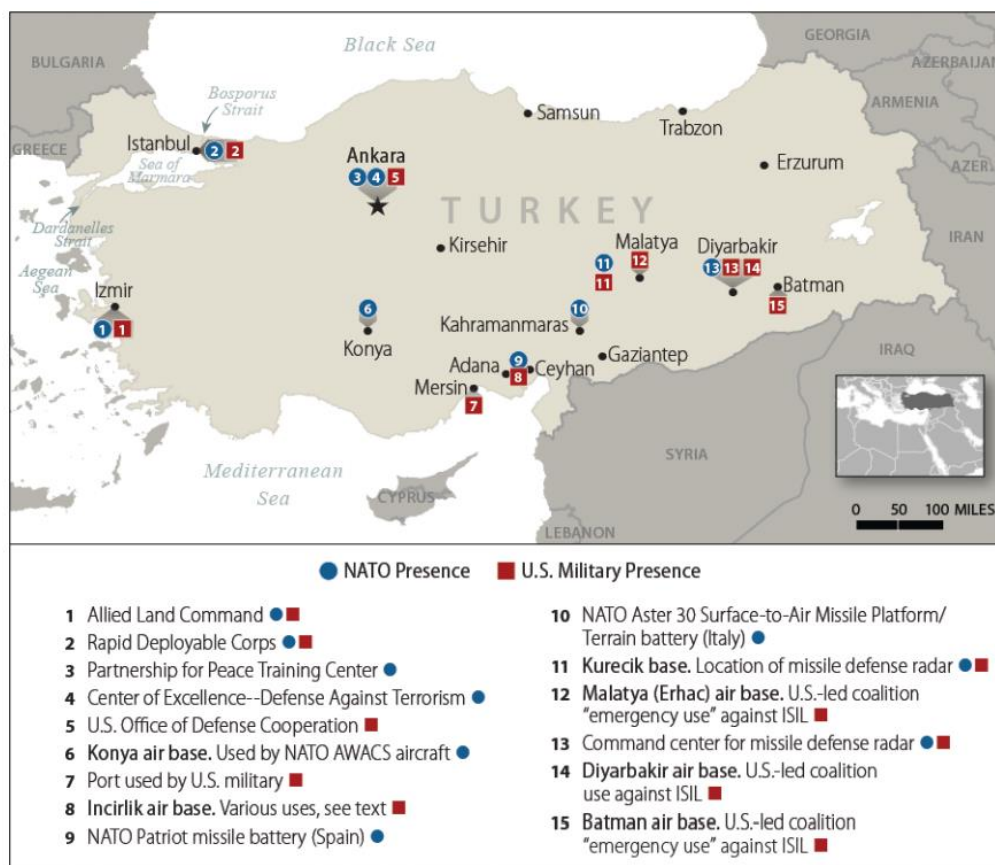 Black Sea
BULGARIA
GEORGIA
AZERBAIJAN
ARMENIA
Bosporus
Strait
Samsun
Trabzon
Istanbul
2 2
GREECE
Sea of
Marmara
Ankara
3 4 5
Erzurum
AZER.
TURKEY
Dardanelles
Strait
Kirsehir
Malatya
12
Diyarbakir
13 13 14
IRAN
Aegean
Sea
Izmir
1 1
11
11
Batman
15
6
Konya
10
Kahramanmaras
Gaziantep
IRAQ
9
Adana
8
Ceyhan
Mersin
7
SYRIA
Mediterranean
Sea
CYPRUS
LEBANON
0 50 100 MILES
NATO Presence U.S. Military Presence
1 Allied Land Command
2 Rapid Deployable Corps
3 Partnership for Peace Training Center
4 Center of Excellence--Defense Against Terrorism
5 U.S. Office of Defense Cooperation
6 Konya air base. Used by NATO AWACS aircraft
7 Port used by U.S. military
8 Incirlik air base. Various uses, see text
9 NATO Patriot missile battery (Spain)
10 NATO Aster 30 Surface-to-Air Missile Platform/
Terrain battery (Italy)
11 Kurecik base. Location of missile defense radar
12 Malatya (Erhac) air base. U.S.-led coalition
"emergency use" against ISIL
13 Command center for missile defense radar
14 Diyarbakir air base. U.S.-led coalition
use against ISIL
15 Batman air base. U.S.-led coalition
"emergency use" against ISIL